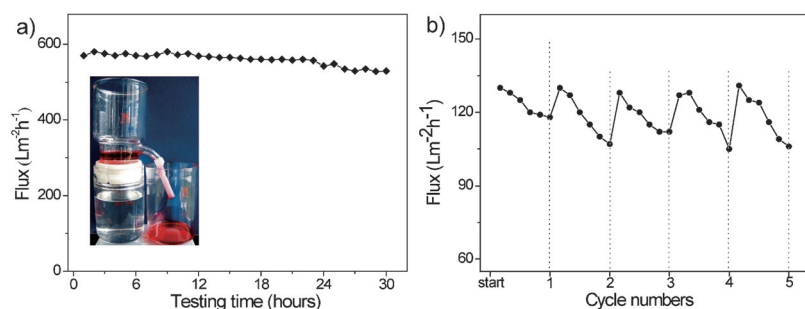 a)
Flux (Lm⁻²h⁻¹)
600
400
300
200
0
0 6 12 18 24 30
Testing time (hours)
b)
Flux (Lm⁻²h⁻¹)
150
120
90
60
start 1 2 3 4 5
Cycle numbers